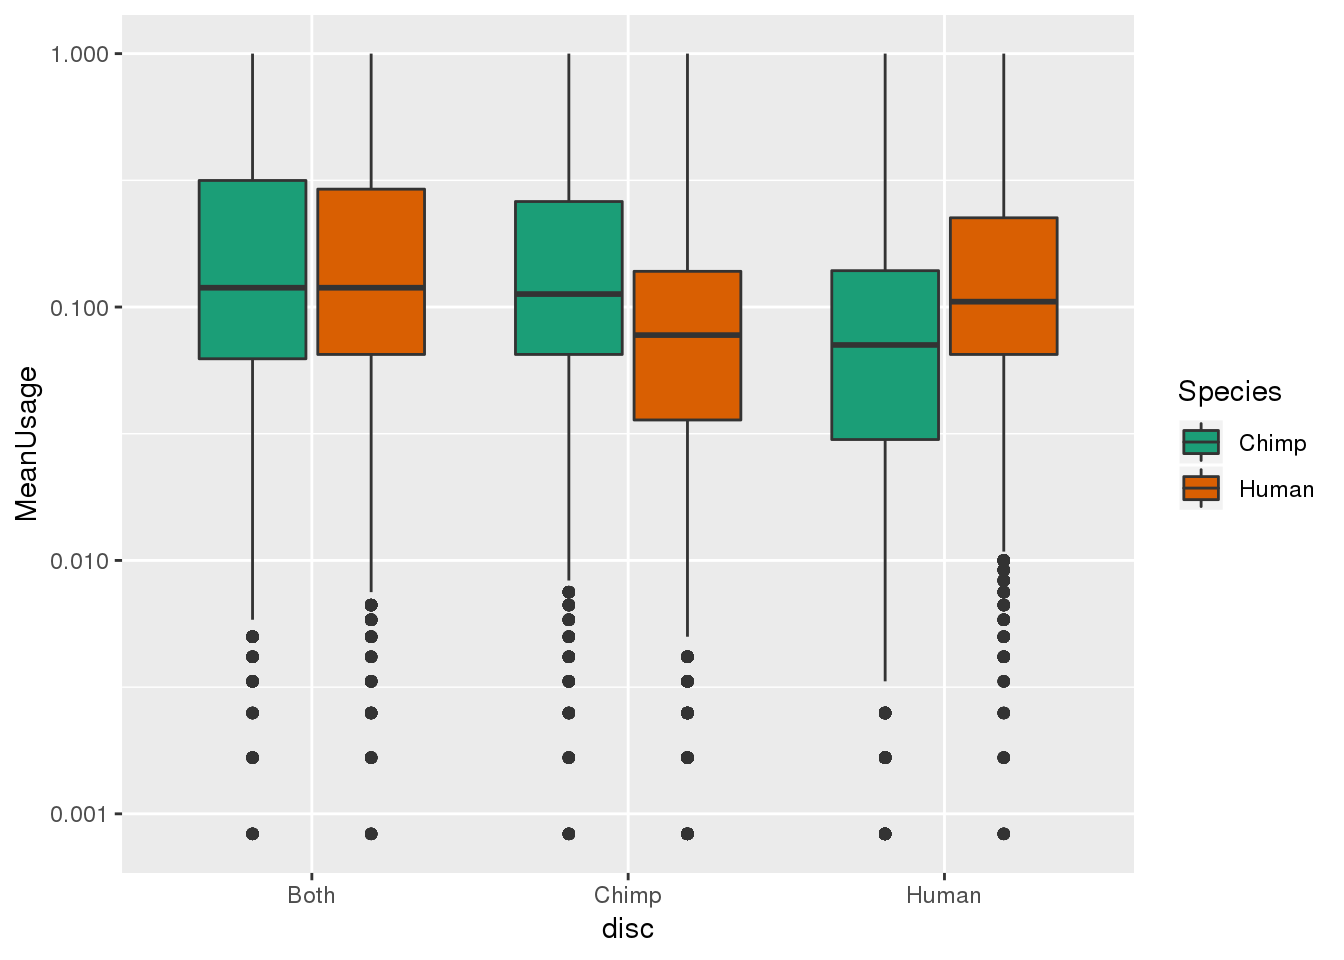 1.000
0.100
0.010
0.001
MeanUsage
Both Chimp Human
disc
Species
Chimp
Human